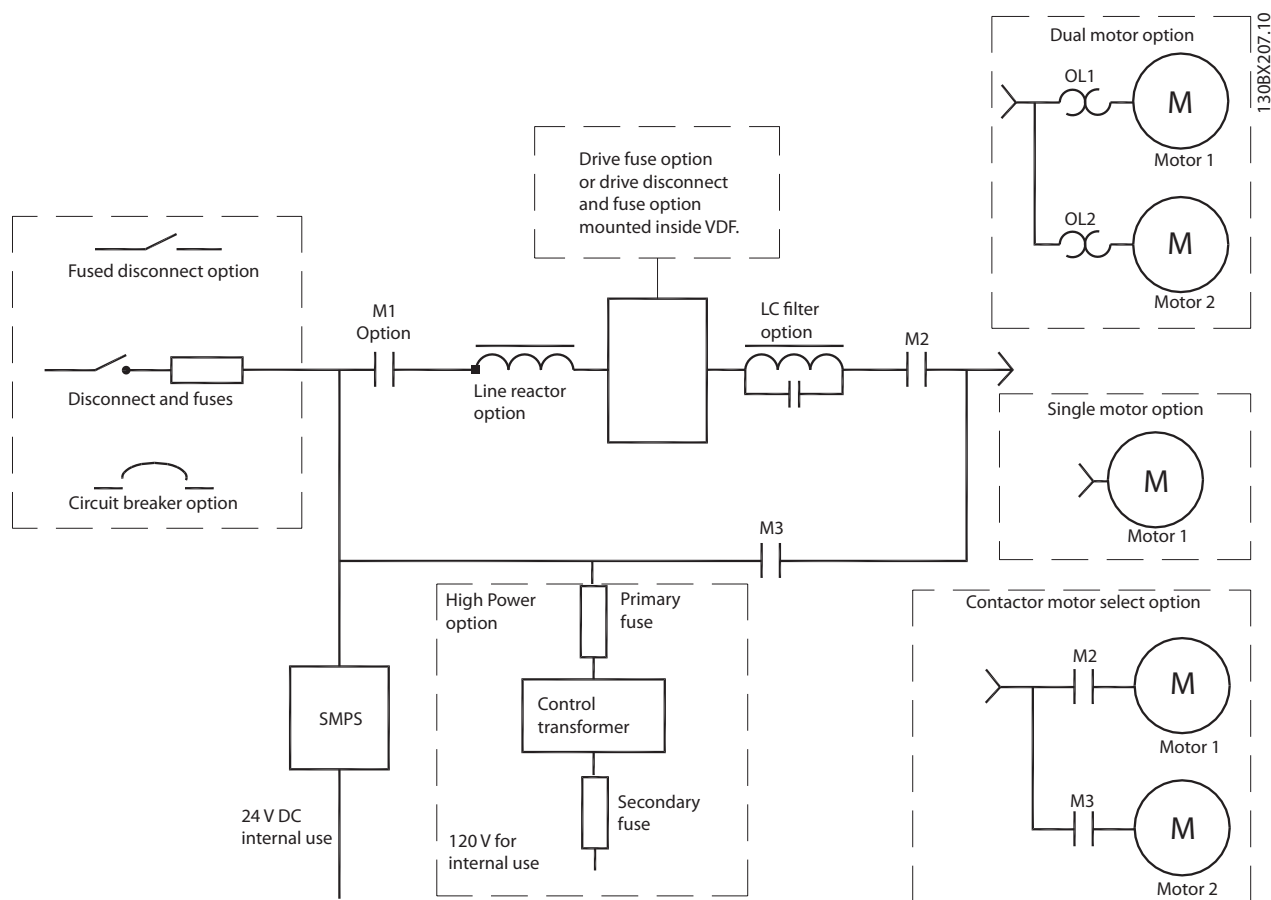 Dual motor option
130BX207.10
OL1
M
Motor 1
OL2
M
Motor 2
Drive fuse option
or drive disconnect
and fuse option
mounted inside VDF.
Fused disconnect option
Disconnect and fuses
Circuit breaker option
M1
Option
Line reactor
option
LC filter
option
M2
Single motor option
M
Motor 1
M3
High Power
option
Primary
fuse
Control
transformer
Secondary
fuse
120 V for
internal use
SMPS
24 V DC
internal use
Contactor motor select option
M2
M
Motor 1
M3
M
Motor 2